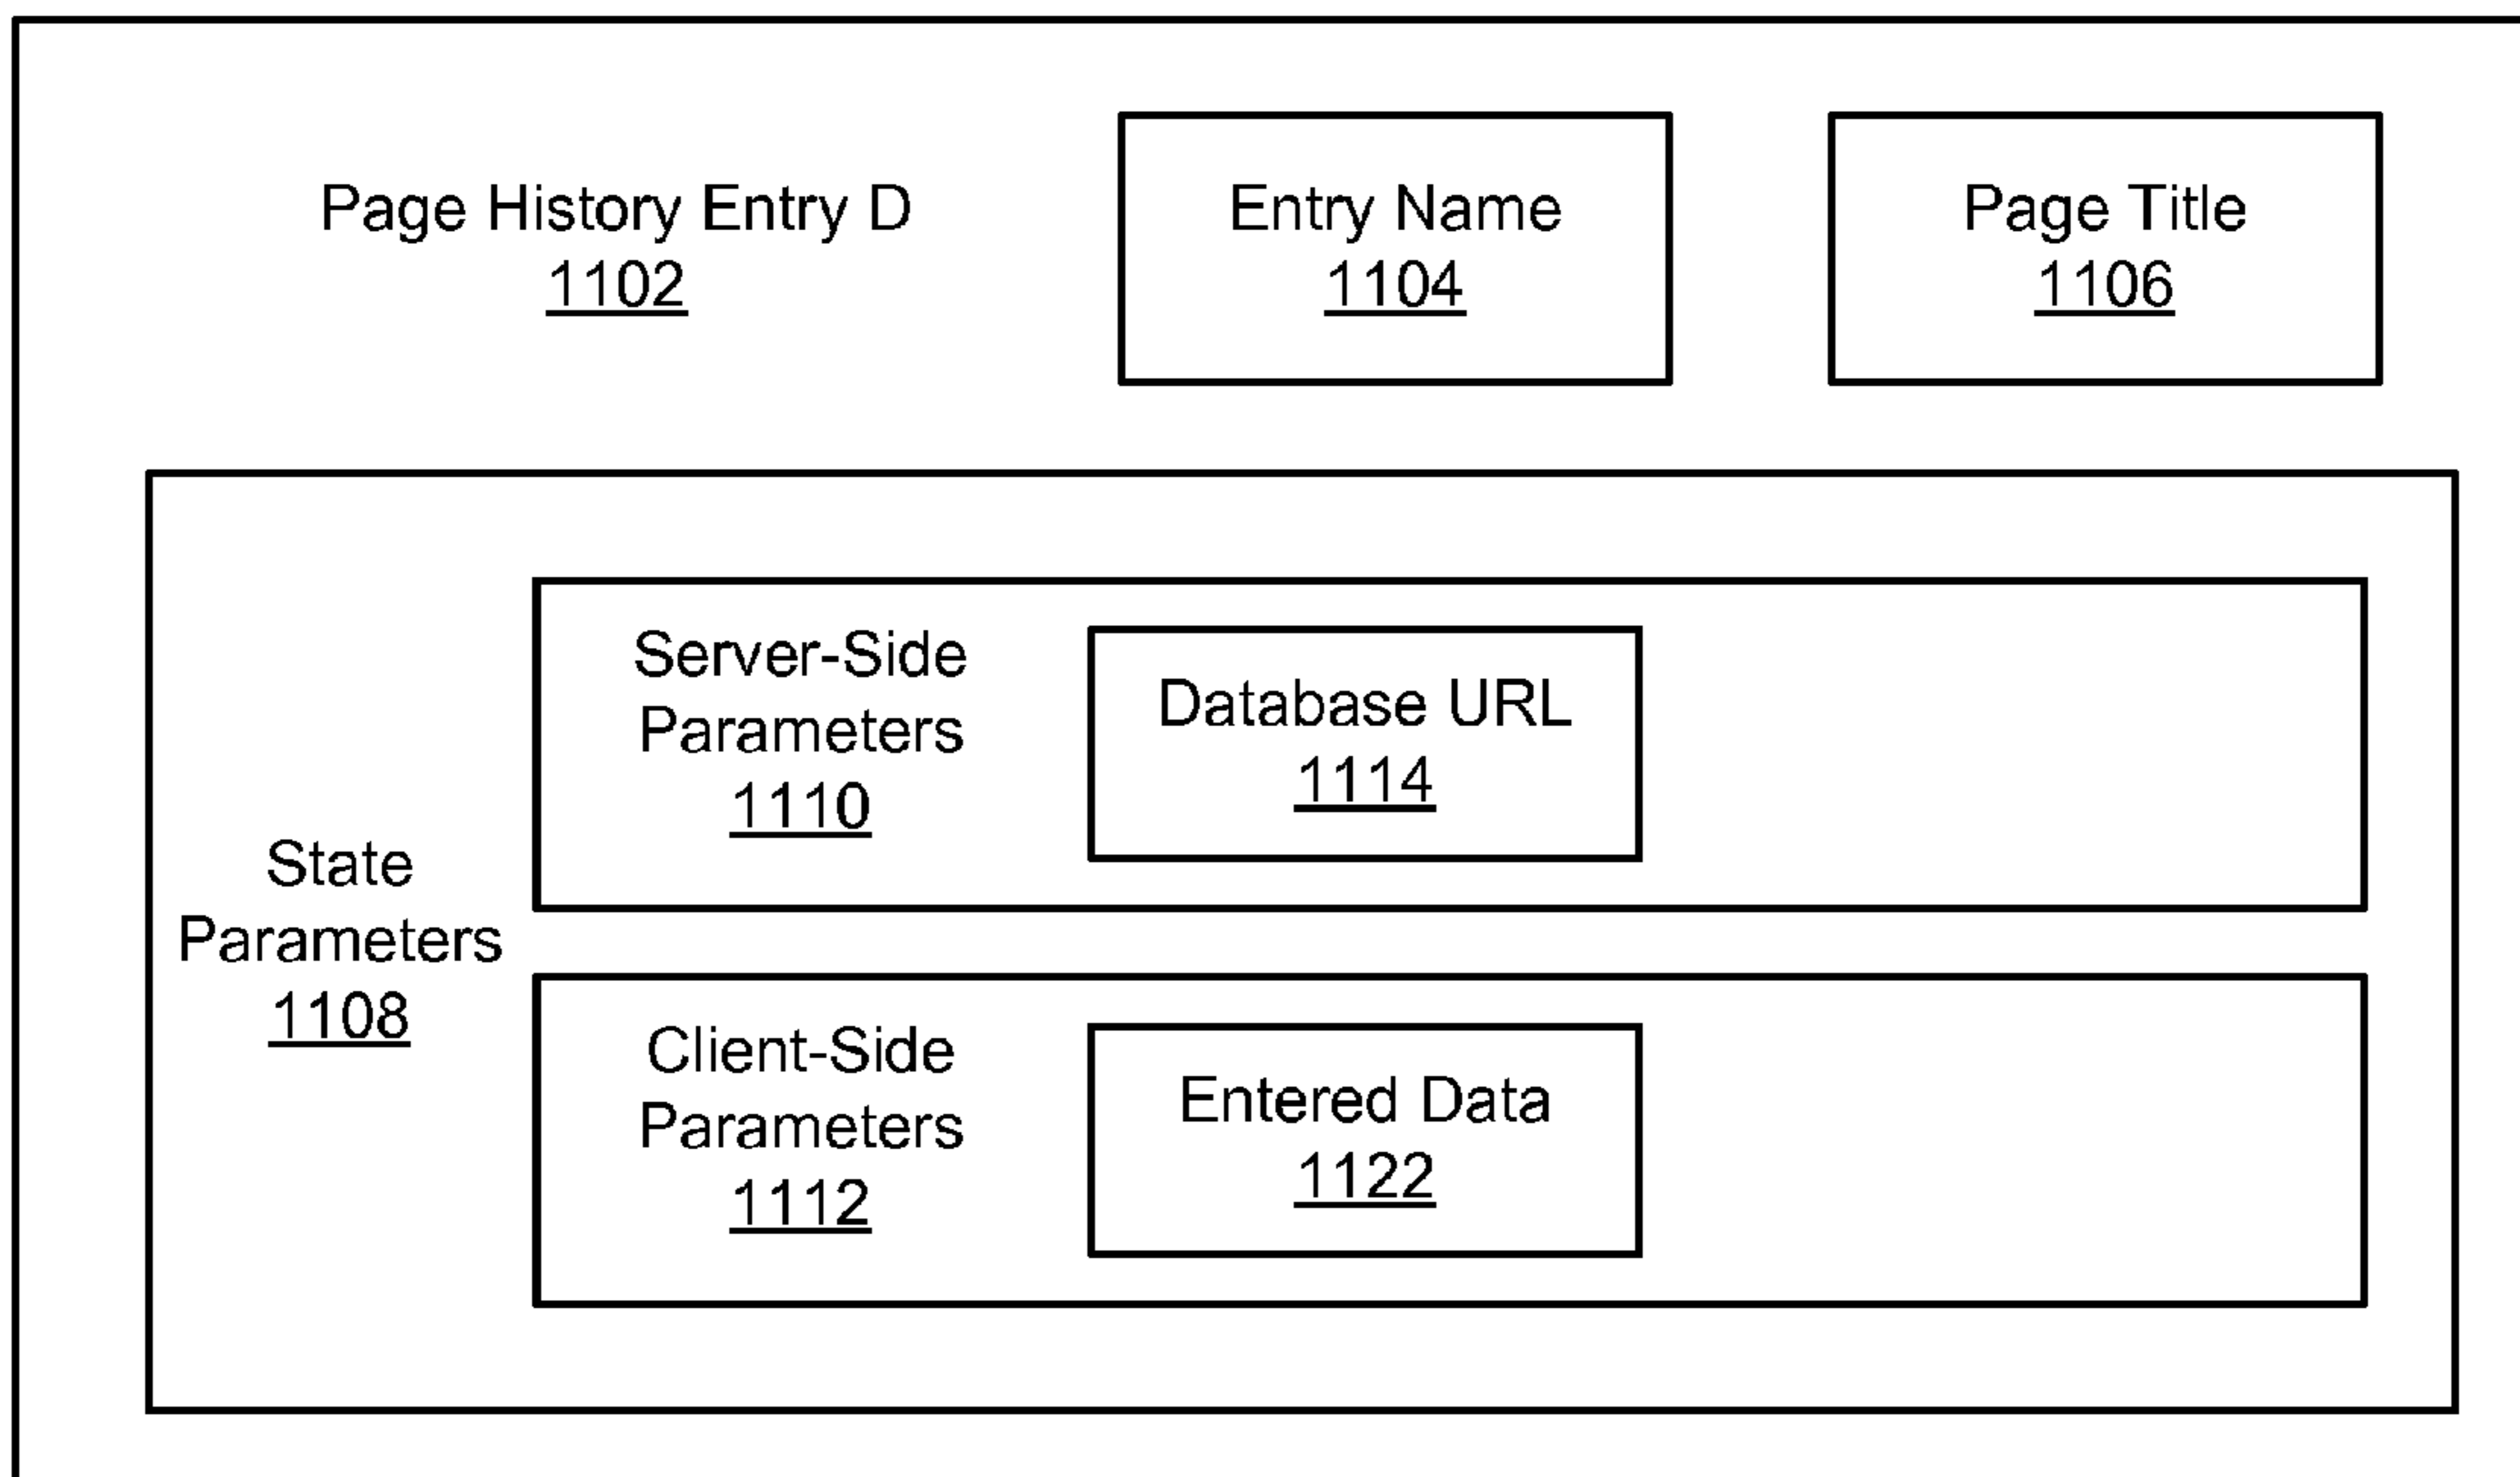 Page History Entry D
1102
Entry Name
1104
Page Title
1106
State
Parameters
1108
Server-Side
Parameters
1110
Database URL
1114
Client-Side
Parameters
1112
Entered Data
1122